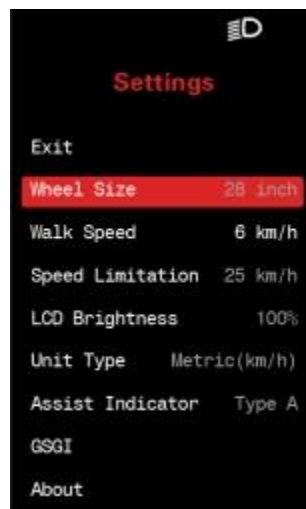 Settings
Exit
Wheel Size 28 inch
Walk Speed 6 km/h
Speed Limitation 25 km/h
LCD Brightness 100%
Unit Type Metric(km/h)
Assist Indicator Type A
GSGI
About